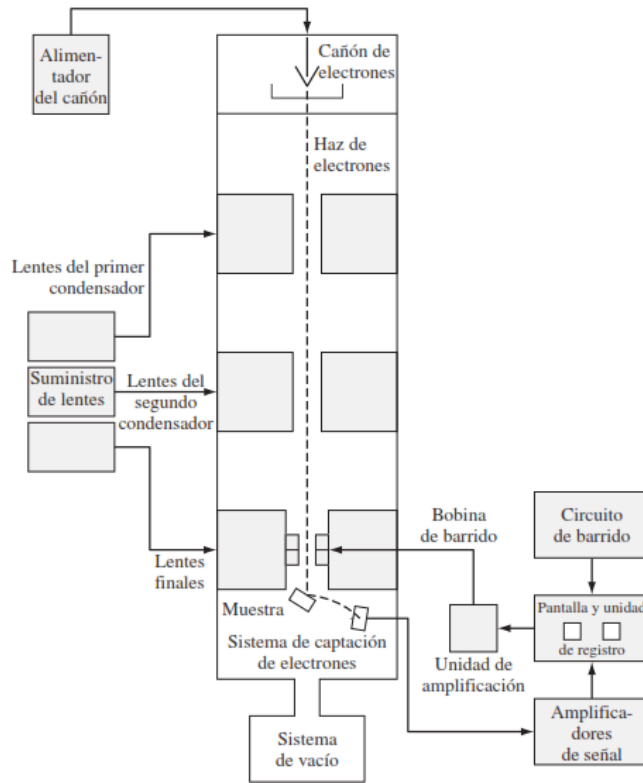 Alimen-
tador
del cañón
Cañón de
electrones
Haz de
electrones
Lentes del primer
condensador
Suministro
de lentes
Lentes del
segundo
condensador
Lentes
finales
Bobina
de barrido
Circuito
de barrido
Muestra
Pantalla y unidad
de registro
Sistema de captación
de electrones
Unidad de
amplificación
Amplifica-
dores
de señal
Sistema
de vacío